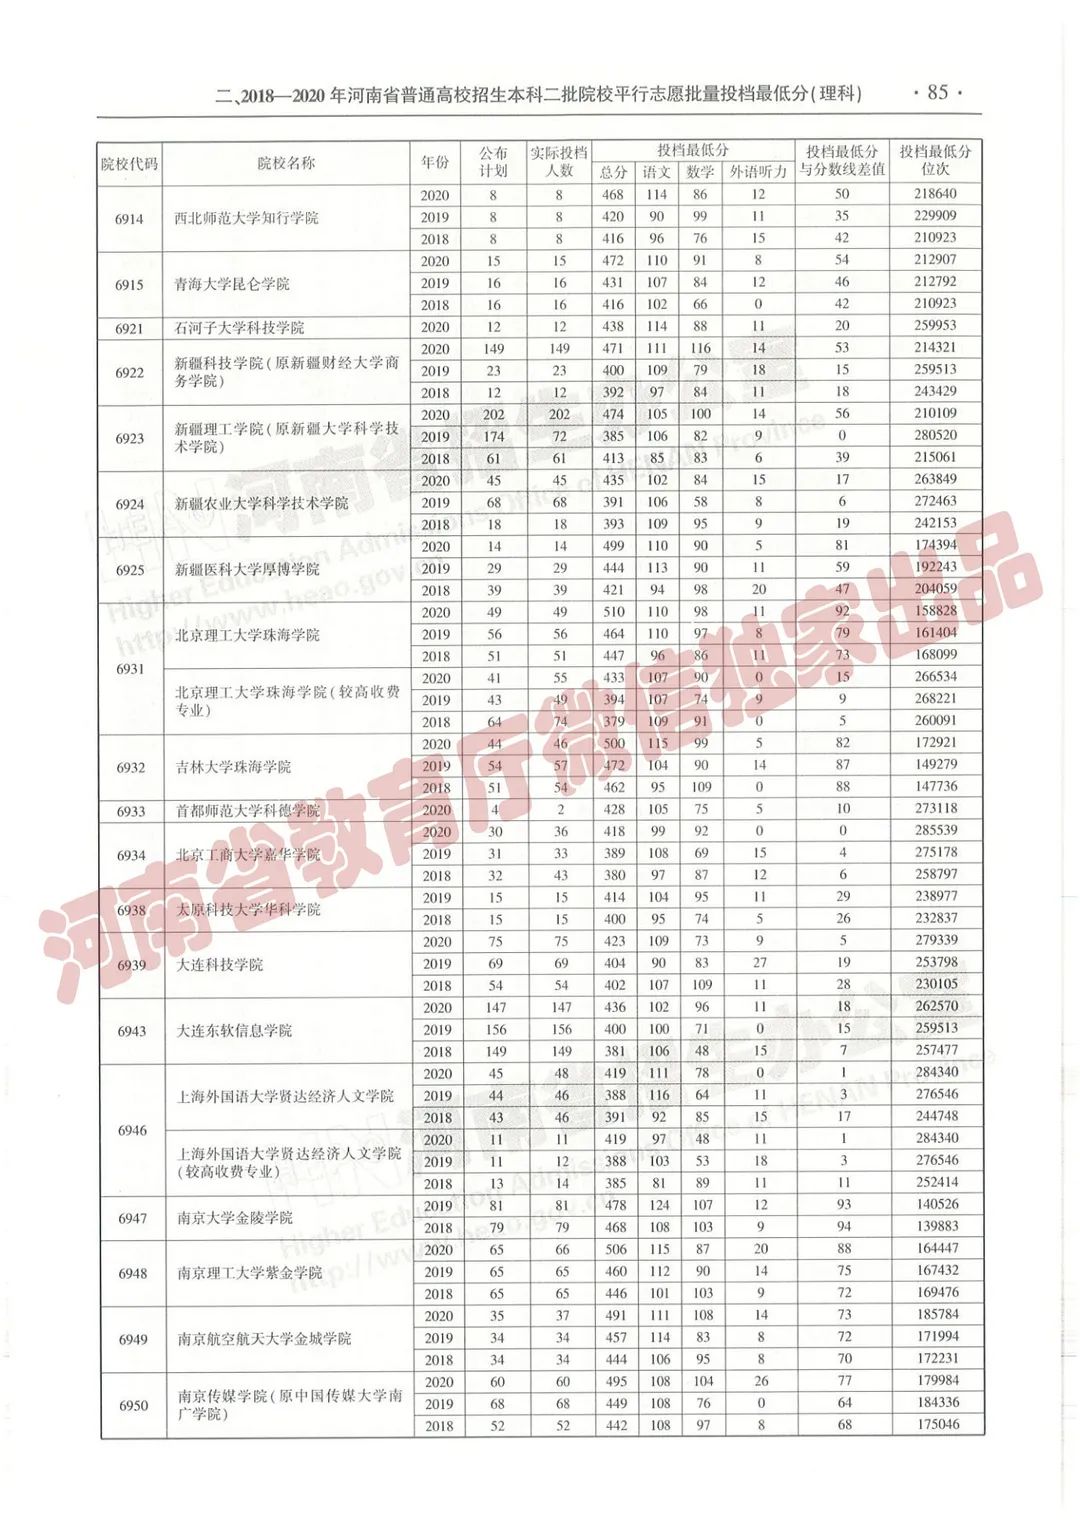 二、2018—2020年河南省普通高校招生本科二批院校平行志愿批量投档最低分(理科) ·85·
院校代码 院校名称 年份 公布计划 实际投档人数 投档最低分 投档最低分与分数线差值 投档最低分位次
总分 语文 数学 外语听力
6914 西北师范大学知行学院 2020 8 8 468 114 86 12 50 218640
2019 8 8 420 90 99 11 35 229909
2018 8 8 416 96 76 15 42 210923
6915 青海大学昆仑学院 2020 15 15 472 110 91 8 54 212907
2019 16 16 431 107 84 12 46 212792
2018 16 16 416 102 66 0 42 210923
6921 石河子大学科技学院 2020 12 12 438 114 88 11 20 259953
6922 新疆科技学院(原新疆财经大学商务学院) 2020 149 149 471 111 116 14 53 214321
2019 23 23 400 109 79 18 15 259513
2018 12 12 392 97 84 11 18 243429
6923 新疆理工学院(原新疆大学科学技术学院) 2020 202 202 474 105 100 14 56 210109
2019 174 72 385 106 82 9 0 280520
2018 61 61 413 85 83 6 39 215061
6924 新疆农业大学科学技术学院 2020 45 45 435 102 84 15 17 263849
2019 68 68 391 106 58 8 6 272463
2018 18 18 393 109 95 9 19 242153
6925 新疆医科大学厚博学院 2020 14 14 499 110 90 5 81 174394
2019 29 29 444 113 90 11 59 192243
2018 39 39 421 94 98 20 47 204059
6931 北京理工大学珠海学院 2020 49 49 510 110 98 11 92 158828
2019 56 56 464 110 97 8 79 161404
2018 51 51 447 96 86 11 73 168099
北京理工大学珠海学院(较高收费专业) 2020 41 55 433 107 90 0 15 266534
2019 43 49 394 107 74 9 9 268221
2018 64 74 379 109 91 0 5 260091
6932 吉林大学珠海学院 2020 44 46 500 115 99 5 82 172921
2019 54 57 472 104 90 14 87 149279
2018 51 54 462 95 109 0 88 147736
6933 首都师范大学科德学院 2020 4 2 428 105 75 5 10 273118
6934 北京工商大学嘉华学院 2020 30 36 418 99 92 0 0 285539
2019 31 33 389 108 69 15 4 275178
2018 32 43 380 97 87 12 6 258797
6938 太原科技大学华科学院 2019 15 15 414 104 95 11 29 238977
2018 15 15 400 95 74 5 26 232837
6939 大连科技学院 2020 75 75 423 109 73 9 5 279339
2019 69 69 404 90 83 27 19 253798
2018 54 54 402 107 109 11 28 230105
6943 大连东软信息学院 2020 147 147 436 102 96 11 18 262570
2019 156 156 400 100 71 0 15 259513
2018 149 149 381 106 48 15 7 257477
6946 上海外国语大学贤达经济人文学院 2020 45 48 419 111 78 0 1 284340
2019 44 46 388 116 64 11 3 276546
2018 43 46 391 92 85 15 17 244748
上海外国语大学贤达经济人文学院(较高收费专业) 2020 11 11 419 97 48 11 1 284340
2019 11 12 388 103 53 18 3 276546
2018 13 14 385 81 89 11 11 252414
6947 南京大学金陵学院 2019 81 81 478 124 107 12 93 140526
2018 79 79 468 108 103 9 94 139883
6948 南京理工大学紫金学院 2020 65 66 506 115 87 20 88 164447
2019 65 65 460 112 90 14 75 167432
2018 65 65 446 101 103 9 72 169476
6949 南京航空航天大学金城学院 2020 35 37 491 111 108 14 73 185784
2019 34 34 457 114 83 8 72 171994
2018 34 34 444 106 95 8 70 172231
6950 南京传媒学院(原中国传媒大学南广学院) 2020 60 60 495 108 104 26 77 179984
2019 68 68 449 108 76 0 64 184336
2018 52 52 442 108 97 8 68 175046
河南省教育厅微信独家出品
河南省招生办公室
Higher Education Admissions Office of HENAN Province
http://www.heao.gov.cn